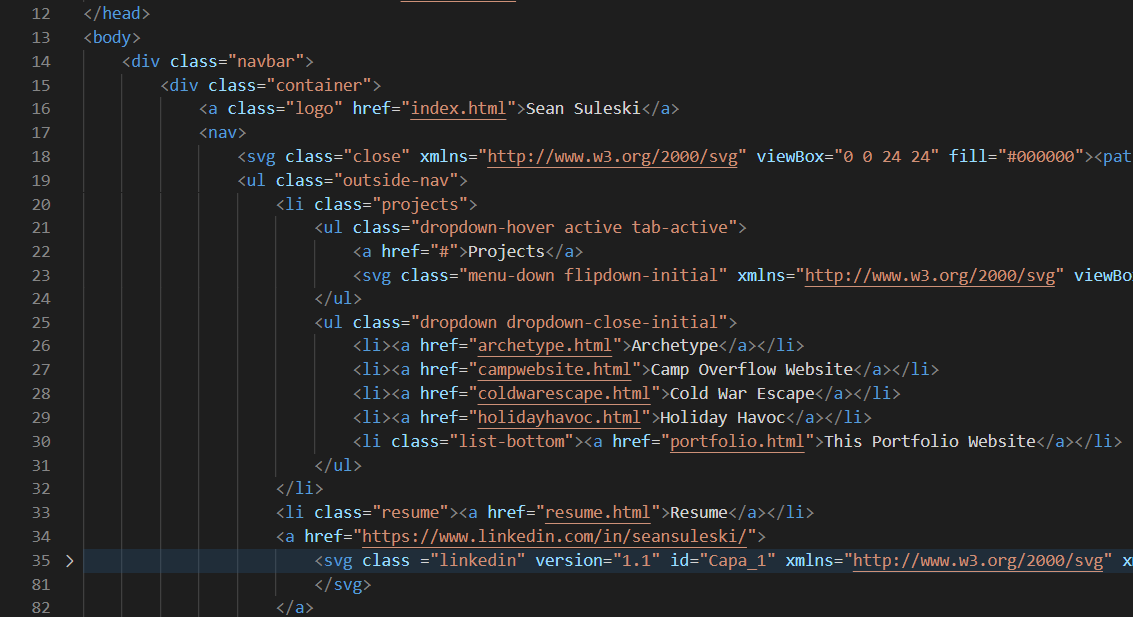 12 </head>
13 <body>
14 <div class="navbar">
15 <div class="container">
16 <a class="logo" href="index.html">Sean Suleski</a>
17 <nav>
18 <svg class="close" xmlns="http://www.w3.org/2000/svg" viewBox="0 0 24 24" fill="#000000"><pat
19 <ul class="outside-nav">
20 <li class="projects">
21 <ul class="dropdown-hover active tab-active">
22 <a href="#">Projects</a>
23 <svg class="menu-down flipdown-initial" xmlns="http://www.w3.org/2000/svg" viewBo
24 </ul>
25 <ul class="dropdown dropdown-close-initial">
26 <li><a href="archetype.html">Archetype</a></li>
27 <li><a href="campwebsite.html">Camp Overflow Website</a></li>
28 <li><a href="coldwarescape.html">Cold War Escape</a></li>
29 <li><a href="holidayhavoc.html">Holiday Havoc</a></li>
30 <li class="list-bottom"><a href="portfolio.html">This Portfolio Website</a></li>
31 </ul>
32 </li>
33 <li class="resume"><a href="resume.html">Resume</a></li>
34 <a href="https://www.linkedin.com/in/seansuleski/">
35 <svg class ="linkedin" version="1.1" id="Capa_1" xmlns="http://www.w3.org/2000/svg" x
81 </svg>
82 </a>